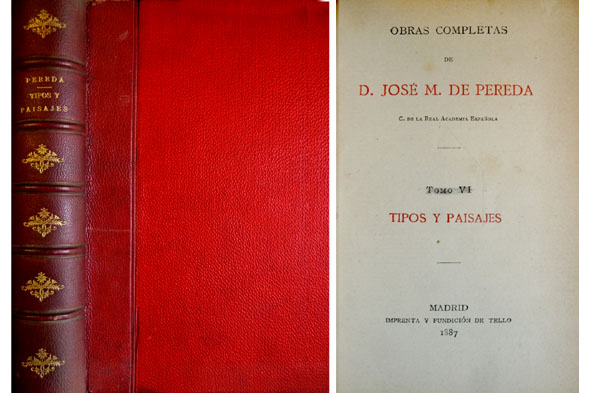 PEREDA
TIPOS Y
PAISAJES
OBRAS COMPLETAS
DE
D. JOSÉ M. DE PEREDA
C. DE LA REAL ACADEMIA ESPAÑOLA
TOMO VI
TIPOS Y PAISAJES
MADRID
IMPRENTA Y FUNDICIÓN DE TELLO
1887